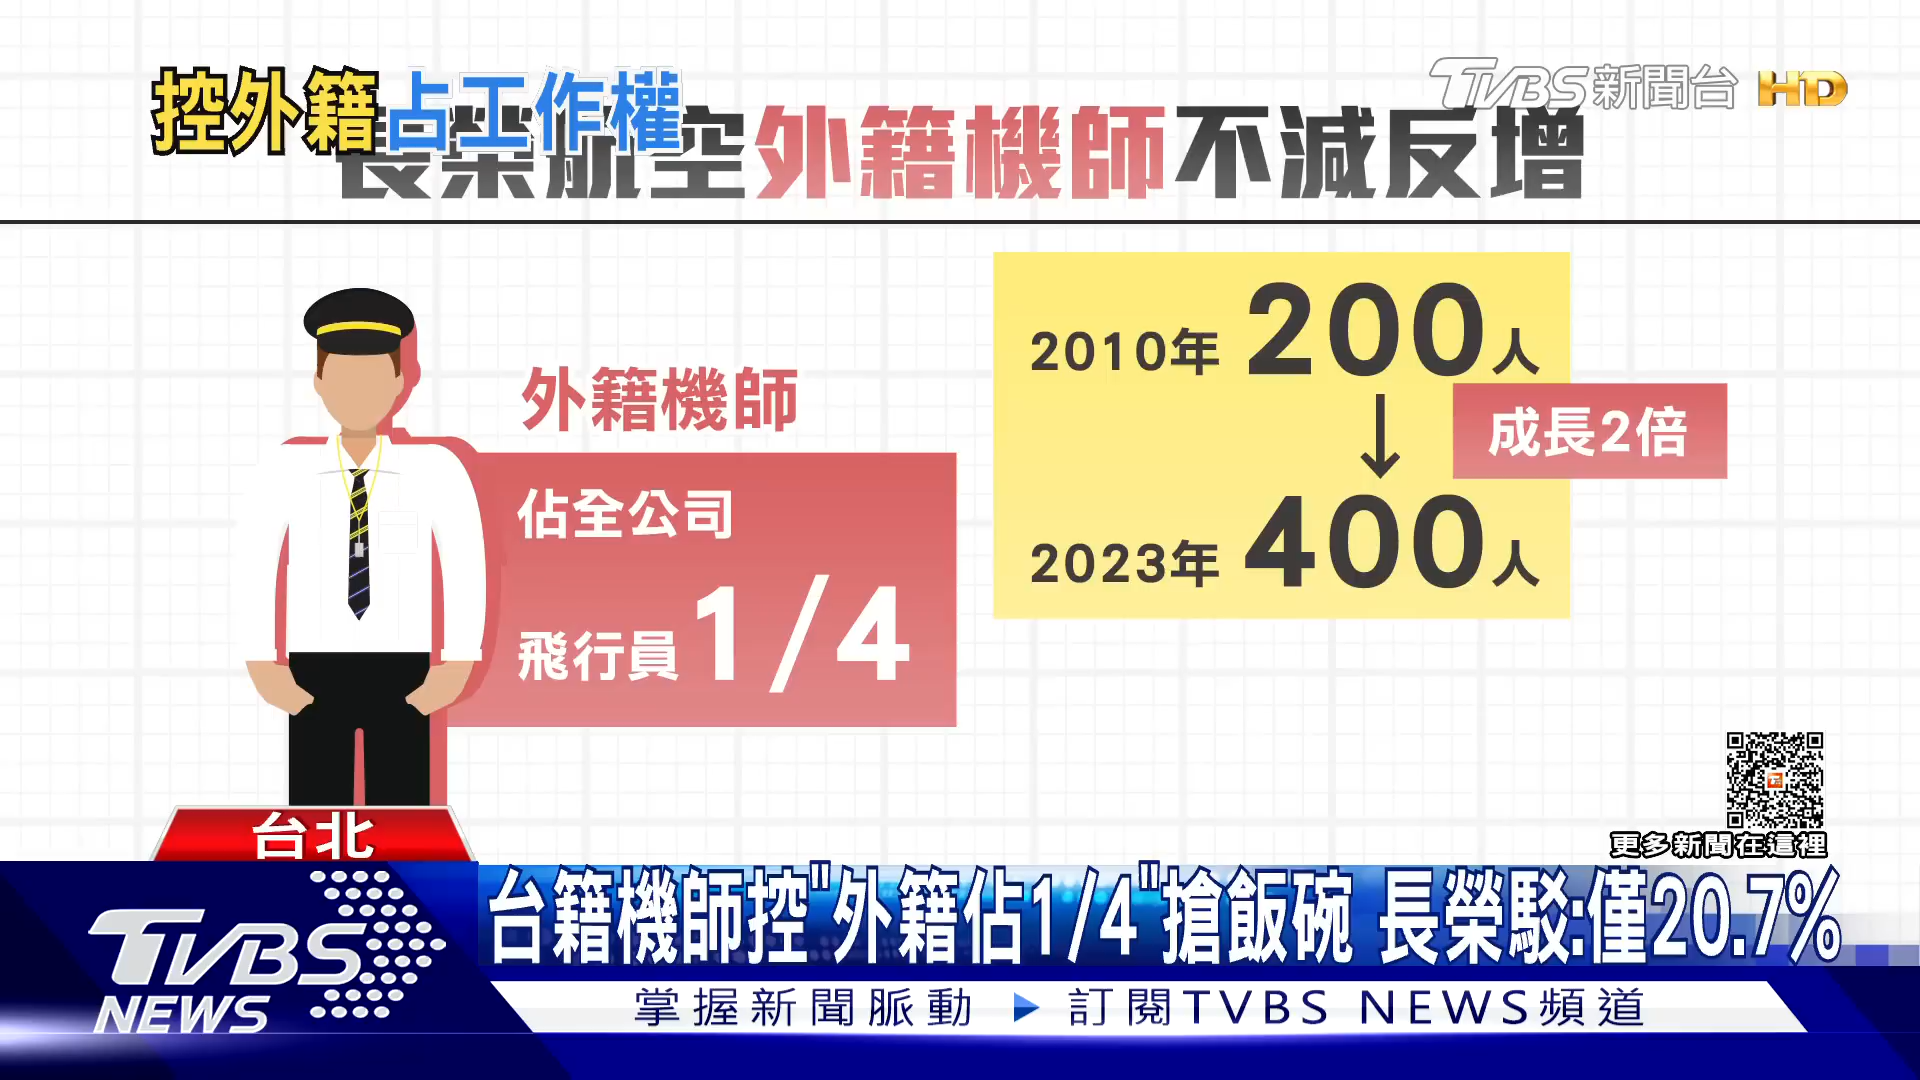 控外籍占工作權
TVBS新聞台 HD
長榮航空外籍機師不減反增
外籍機師
佔全公司
飛行員1/4
2010年 200人
成長2倍
2023年 400人
更多新聞在這裡
台北
台籍機師控"外籍佔1/4"搶飯碗 長榮駁:僅20.7%
TVBS NEWS
掌握新聞脈動 ▶ 訂閱TVBS NEWS頻道